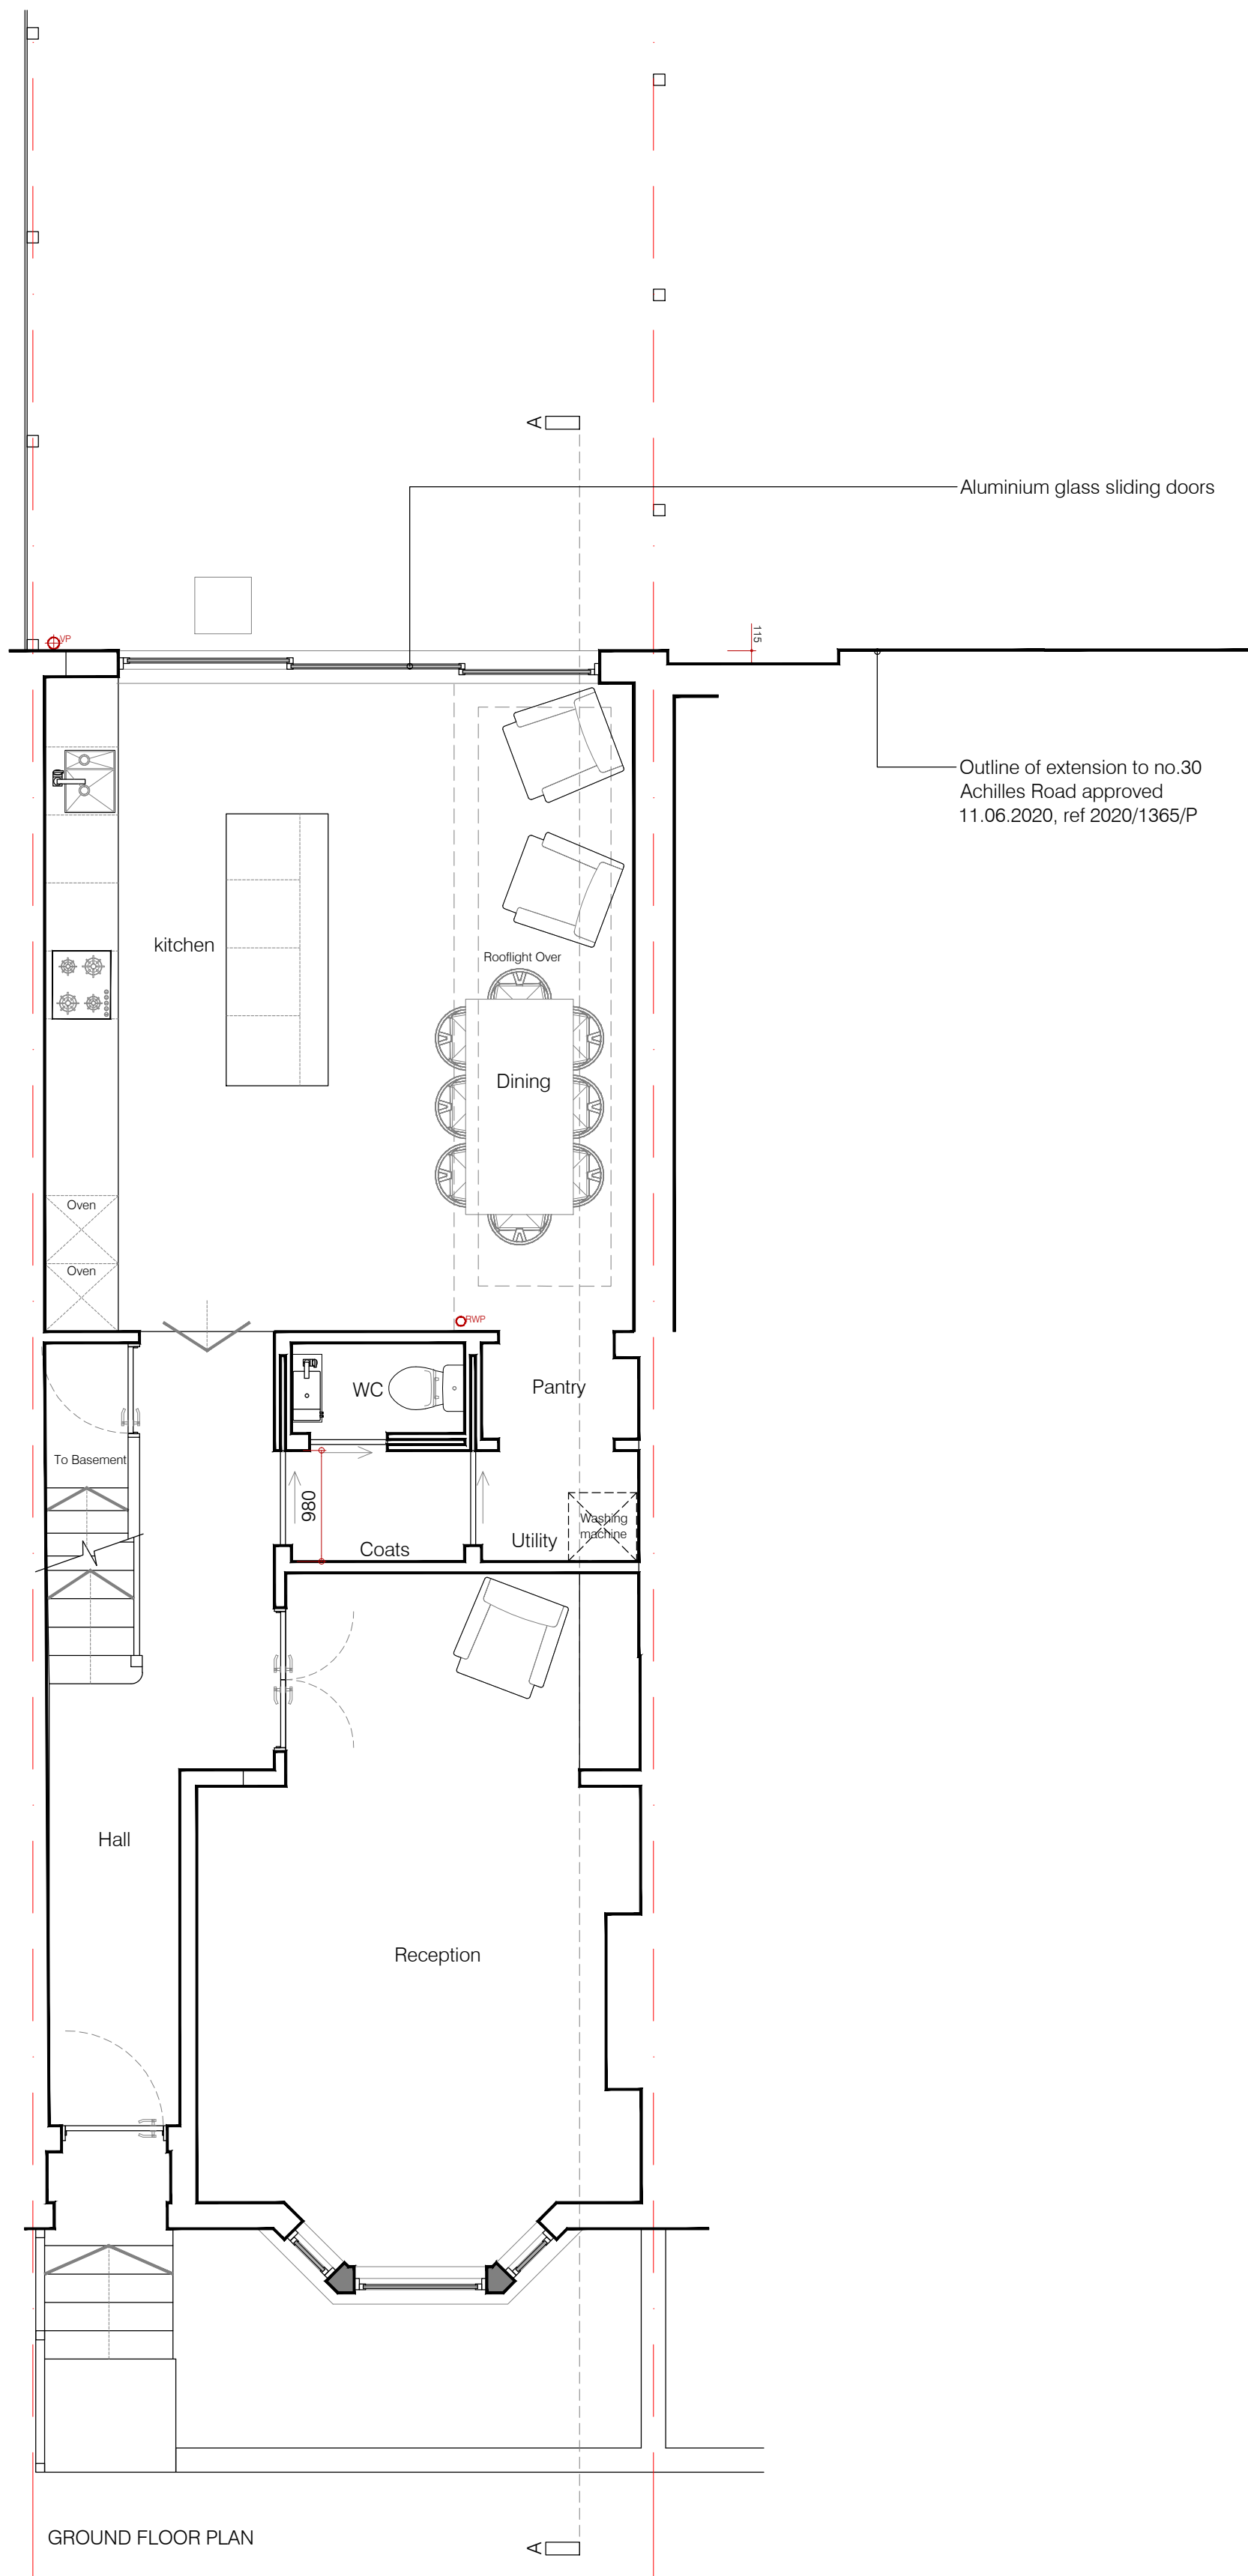 A
Aluminium glass sliding doors
115
VP
Outline of extension to no.30
Achilles Road approved
11.06.2020, ref 2020/1365/P
kitchen
Rooflight Over
Dining
Oven
Oven
RWP
WC
Pantry
To Basement
980
Coats
Utility
Washing
machine
Hall
Reception
GROUND FLOOR PLAN
A